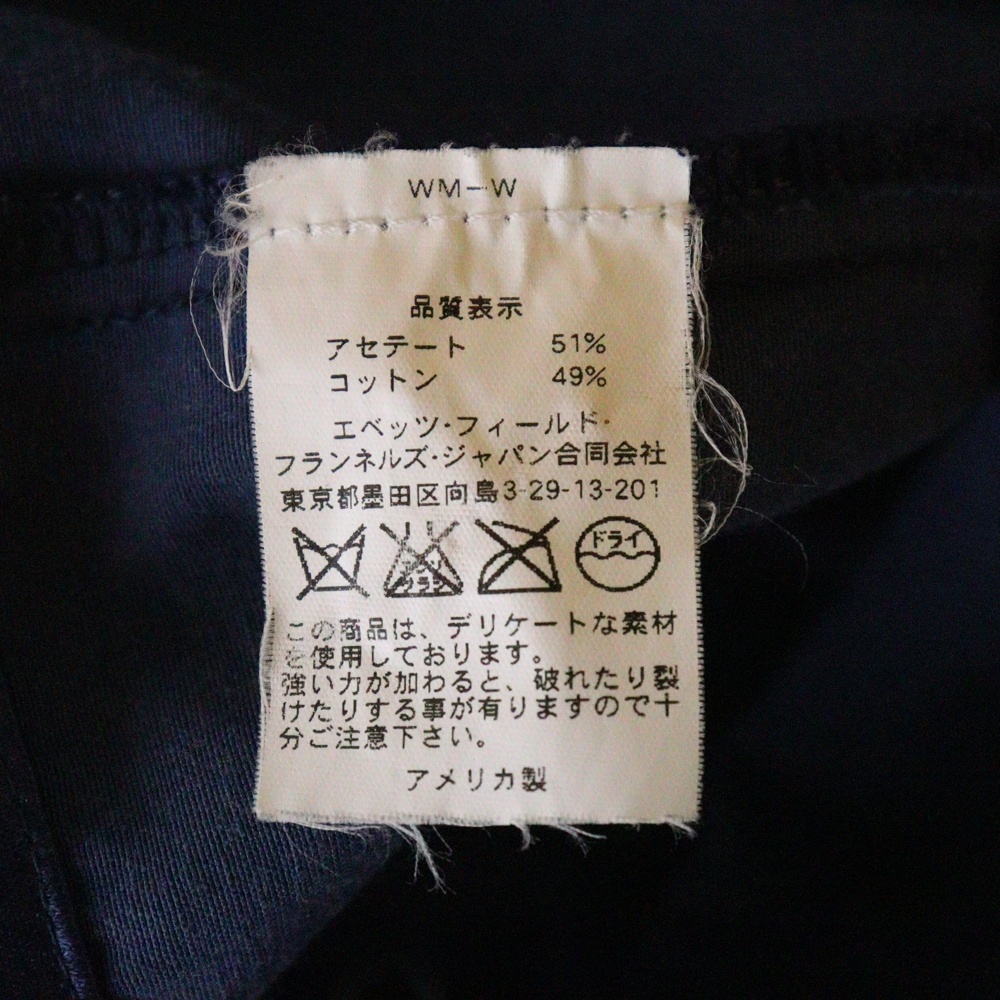 WM-W
品質表示
アセテート 51%
コットン 49%
エベッツ・フィールド・
フランネルズ・ジャパン合同会社
東京都墨田区向島3-29-13-201
エンソ
サラシ ドライ
この商品は、デリケートな素材
を使用しております。
強い力が加わると、破れたり裂
けたりする事が有りますので十
分ご注意下さい。
アメリカ製